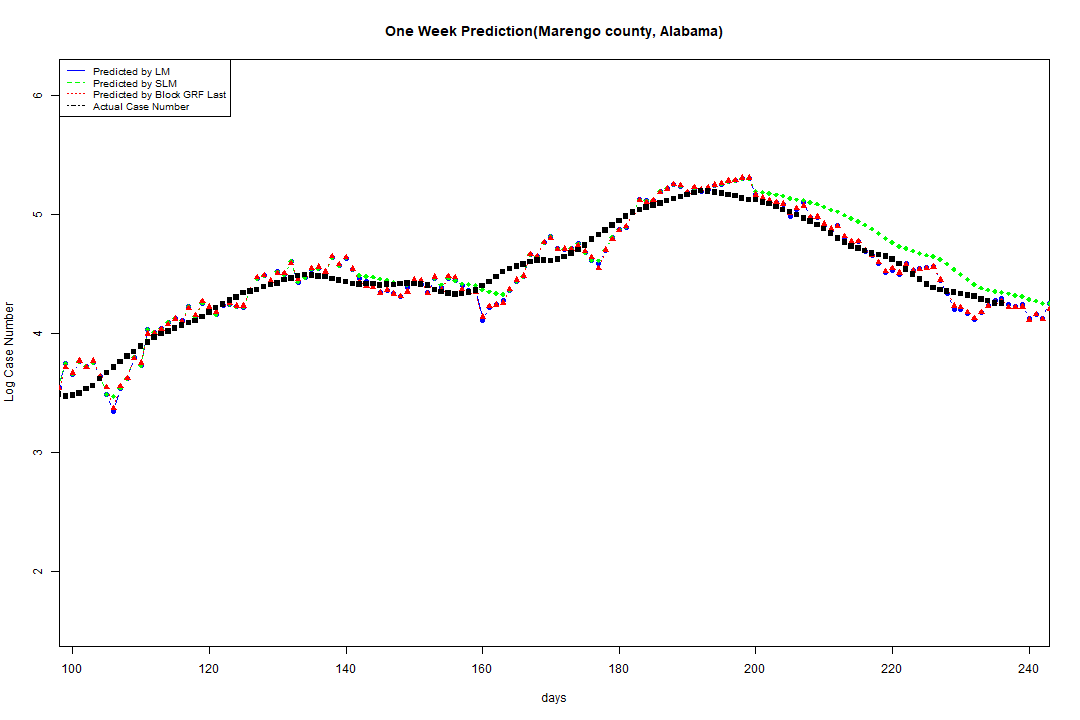 One Week Prediction(Marengo county, Alabama)
Predicted by LM
Predicted by SLM
Predicted by Block GRF Last
Actual Case Number
6
5
4
3
2
Log Case Number
100 120 140 160 180 200 220 240
days